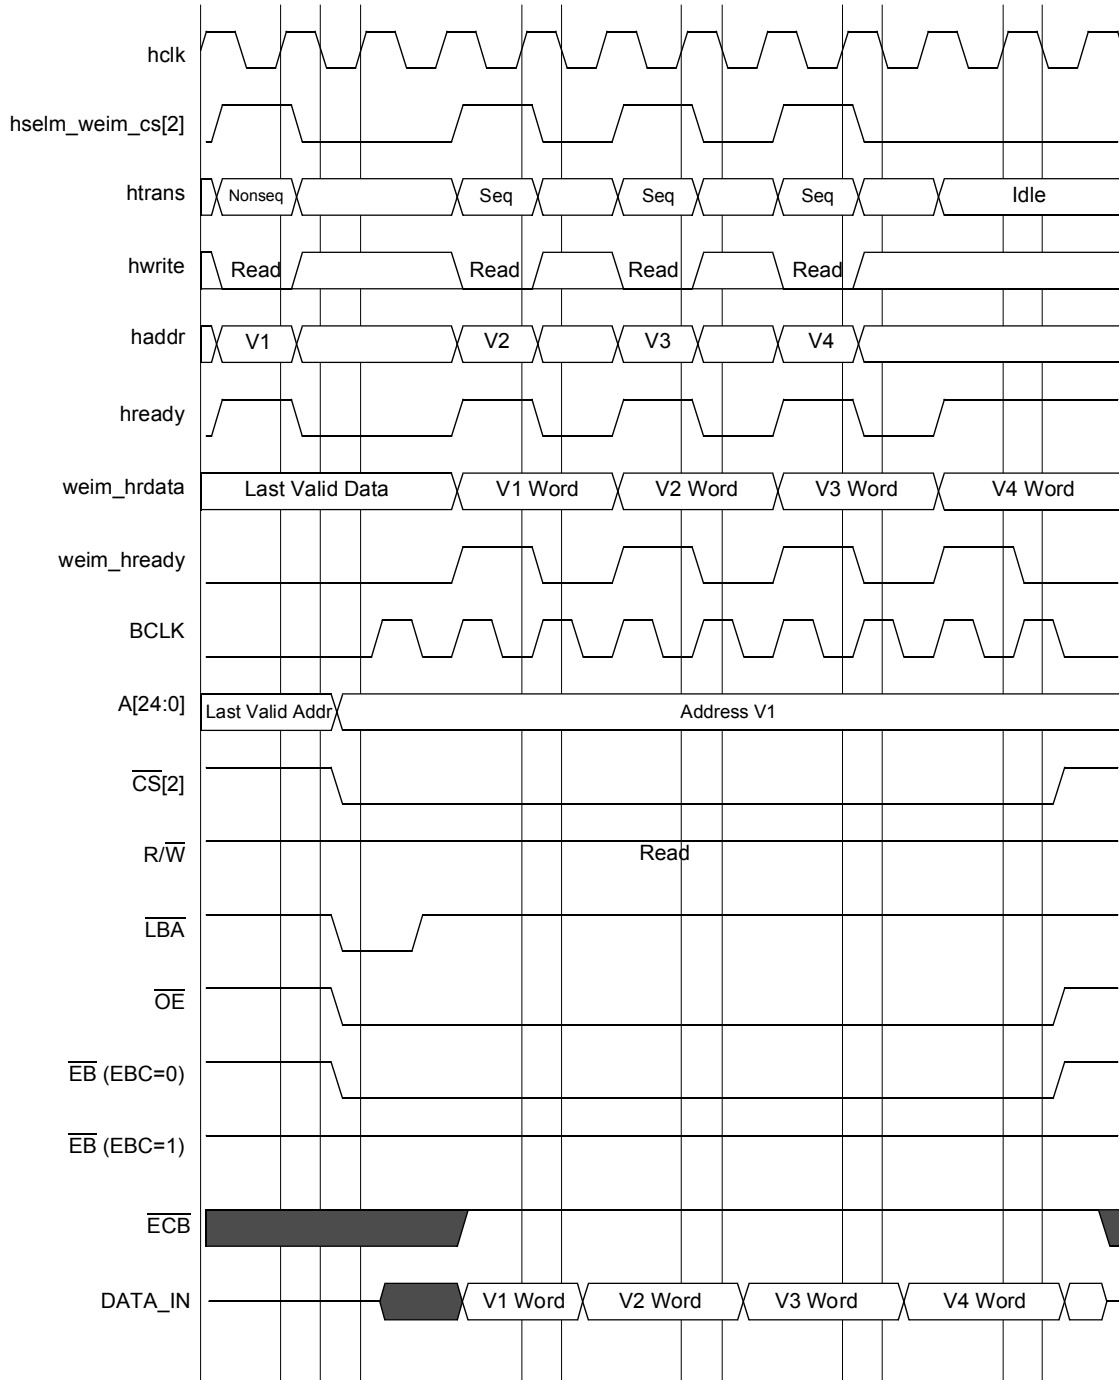 hclk
hselm_weim_cs[2]
htrans Nonseq Seq Seq Seq Idle
hwrite Read Read Read Read
haddr V1 V2 V3 V4
hready
weim_hrdata Last Valid Data V1 Word V2 Word V3 Word V4 Word
weim_hready
BCLK
A[24:0] Last Valid Addr Address V1
CS[2]
R/W Read
LBA
OE
EB (EBC=0)
EB (EBC=1)
ECB
DATA_IN V1 Word V2 Word V3 Word V4 Word